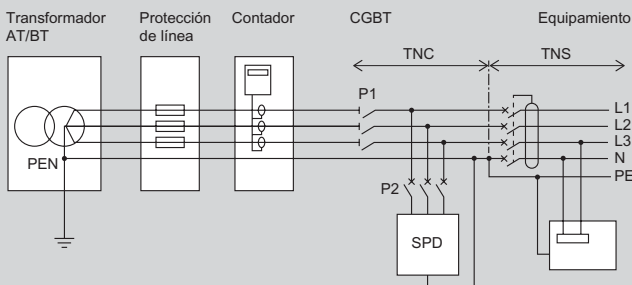 Transformador
AT/BT
Protección
de línea
Contador
CGBT
Equipamiento
TNC
TNS
P1
L1
L2
L3
N
PE
PEN
P2
SPD